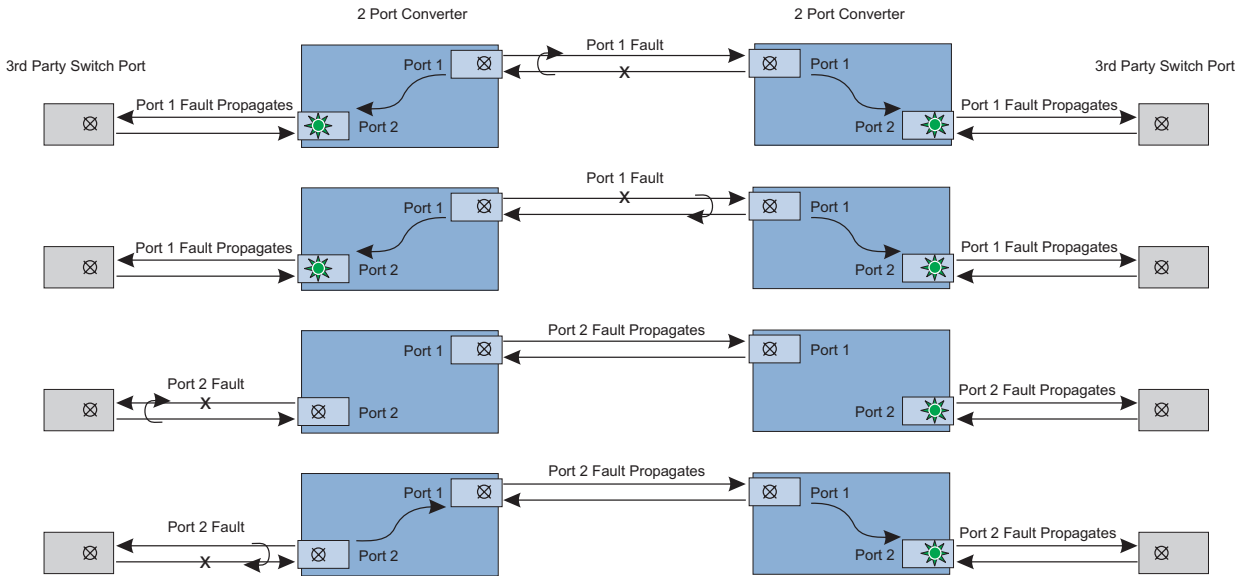 2 Port Converter
2 Port Converter
3rd Party Switch Port
3rd Party Switch Port
Port 1
Port 1 Fault
x
Port 1
Port 1 Fault Propagates
Port 2
Port 2
Port 1 Fault Propagates
Port 1
Port 1 Fault
x
Port 1
Port 1 Fault Propagates
Port 2
Port 2
Port 1 Fault Propagates
Port 1
Port 2 Fault Propagates
Port 1
Port 2 Fault
x
Port 2
Port 2
Port 2 Fault Propagates
Port 1
Port 2 Fault Propagates
Port 1
Port 2 Fault
x
Port 2
Port 2
Port 2 Fault Propagates